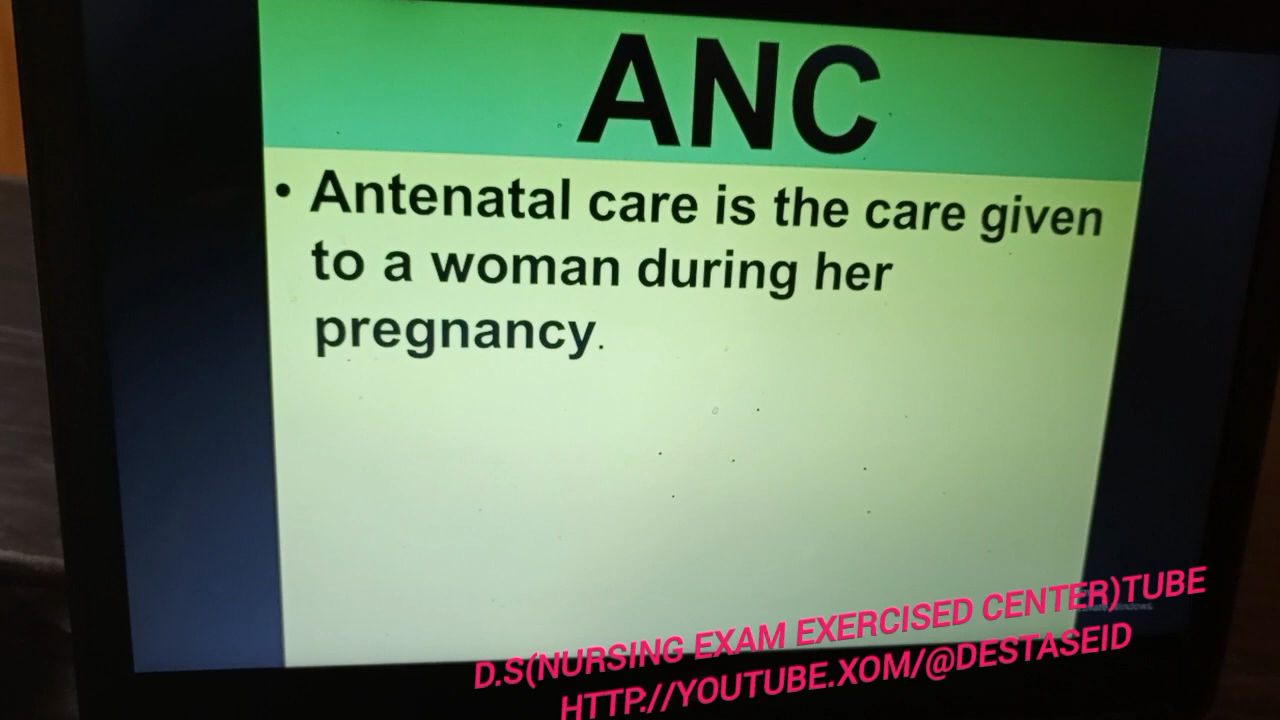 ANC
• Antenatal care is the care given
to a woman during her
pregnancy.
Windows.
D.S(NURSING EXAM EXERCISED CENTER)TUBE
HTTP.//YOUTUBE.XOM/@DESTASEID